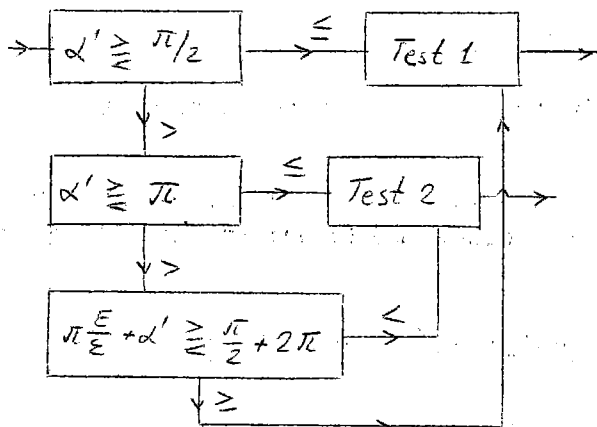 α' ≧≦ π/2
≤
Test 1
>
α' ≧≦ π
≤
Test 2
>
π E/ε + α' ≧≦ π/2 + 2π
<
≥